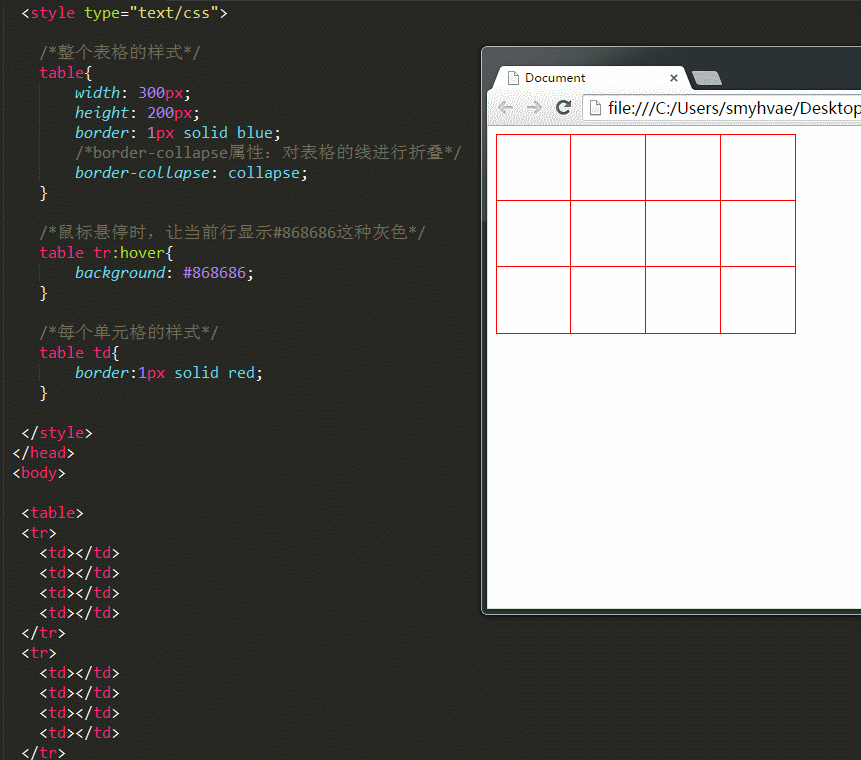 <style type="text/css">
/*整个表格的样式*/
table{
width: 300px;
height: 200px;
border: 1px solid blue;
/*border-collapse属性：对表格的线进行折叠*/
border-collapse: collapse;
}
/*鼠标悬停时，让当前行显示#868686这种灰色*/
table tr:hover{
background: #868686;
}
/*每个单元格的样式*/
table td{
border:1px solid red;
}
</style>
</head>
<body>
<table>
<tr>
<td></td>
<td></td>
<td></td>
<td></td>
</tr>
<tr>
<td></td>
<td></td>
<td></td>
<td></td>
</tr>
Document
file:///C:/Users/smyhvae/Desktop